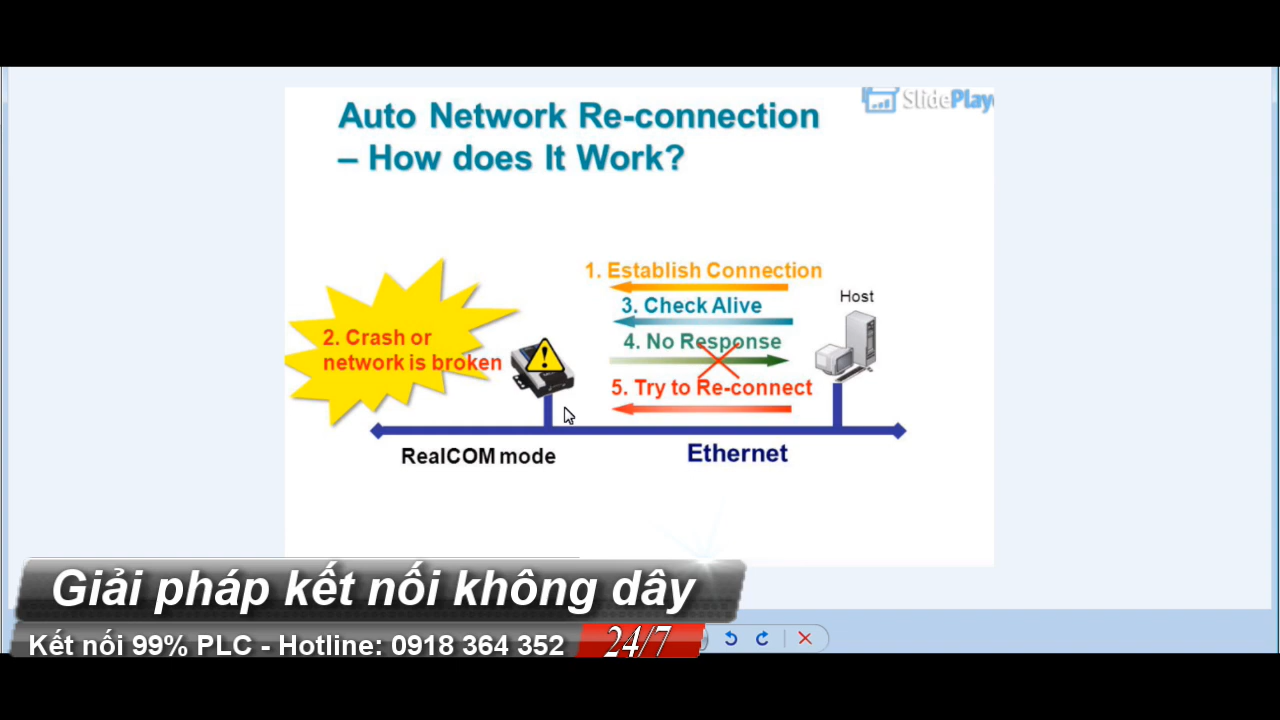 SlidePlay
Auto Network Re-connection
– How does It Work?
1. Establish Connection
Host
3. Check Alive
2. Crash or
network is broken
4. No Response
5. Try to Re-connect
RealCOM mode
Ethernet
Giải pháp kết nối không dây
Kết nối 99% PLC - Hotline: 0918 364 352
24/7